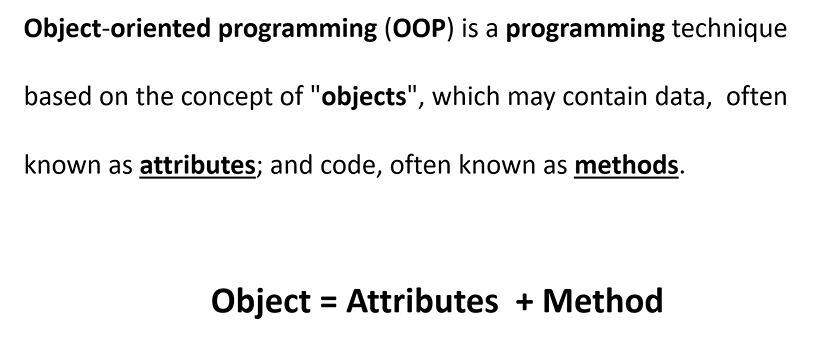 Object-oriented programming (OOP) is a programming technique
based on the concept of "objects", which may contain data,  often
known as attributes; and code, often known as methods.
Object = Attributes  + Method